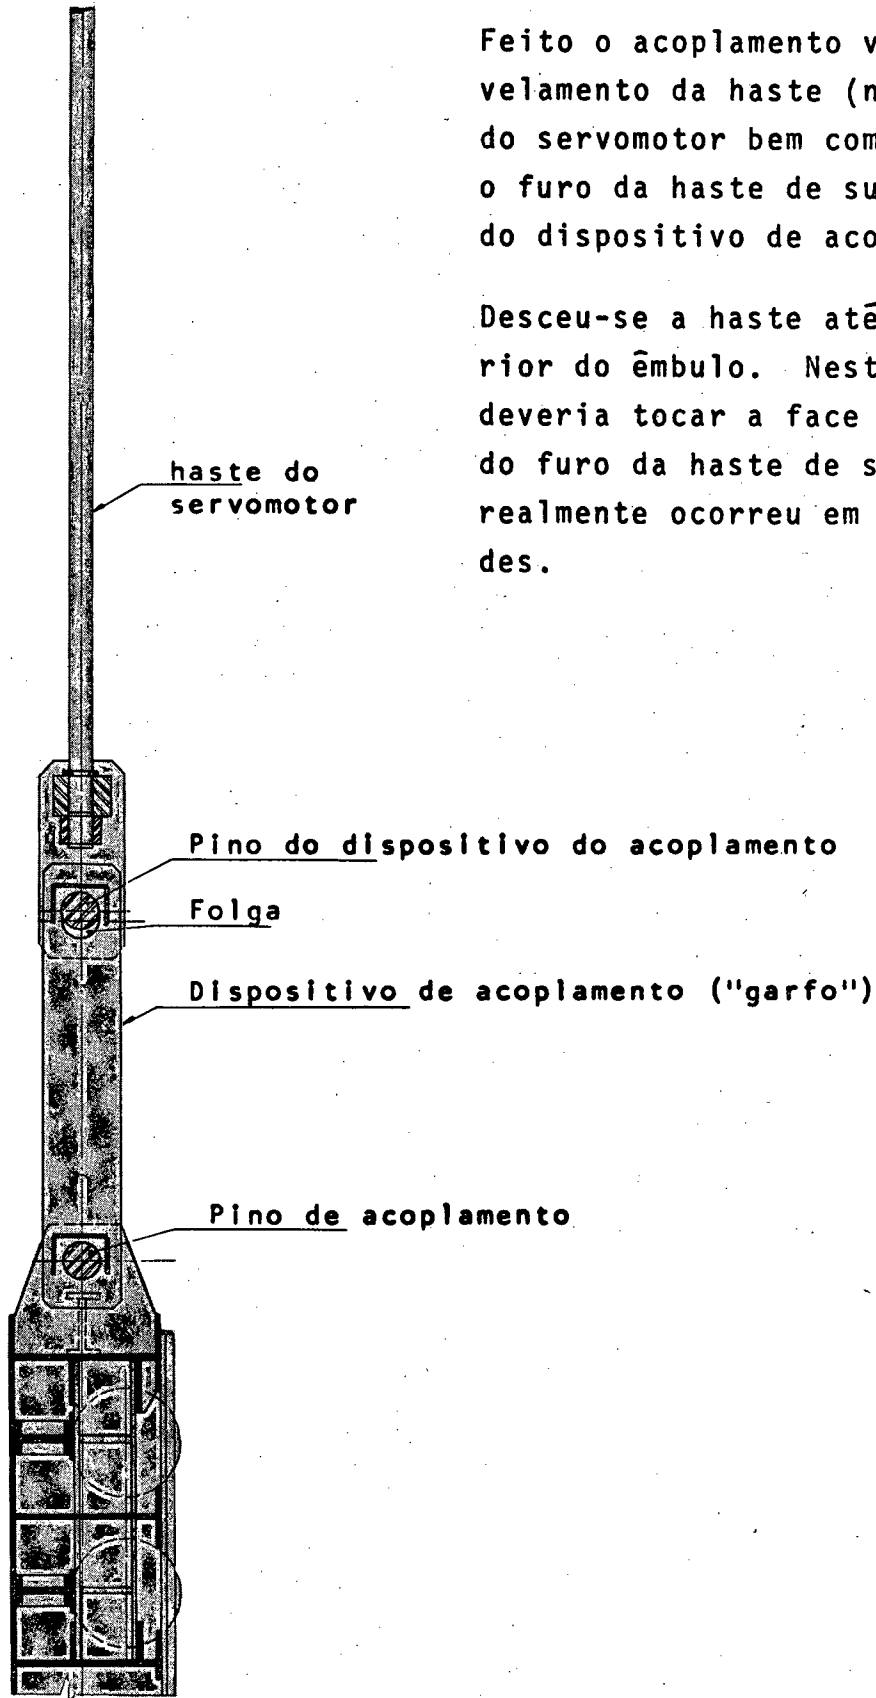 Feito o acoplamento v
velamento da haste (n
do servomotor bem com
o furo da haste de su
do dispositivo de aco
Desceu-se a haste até
rior do êmbulo. Nest
deveria tocar a face
do furo da haste de s
realmente ocorreu em
des.
haste do
servomotor
Pino do dispositivo do acoplamento
Folga
Dispositivo de acoplamento ("garfo")
Pino de acoplamento